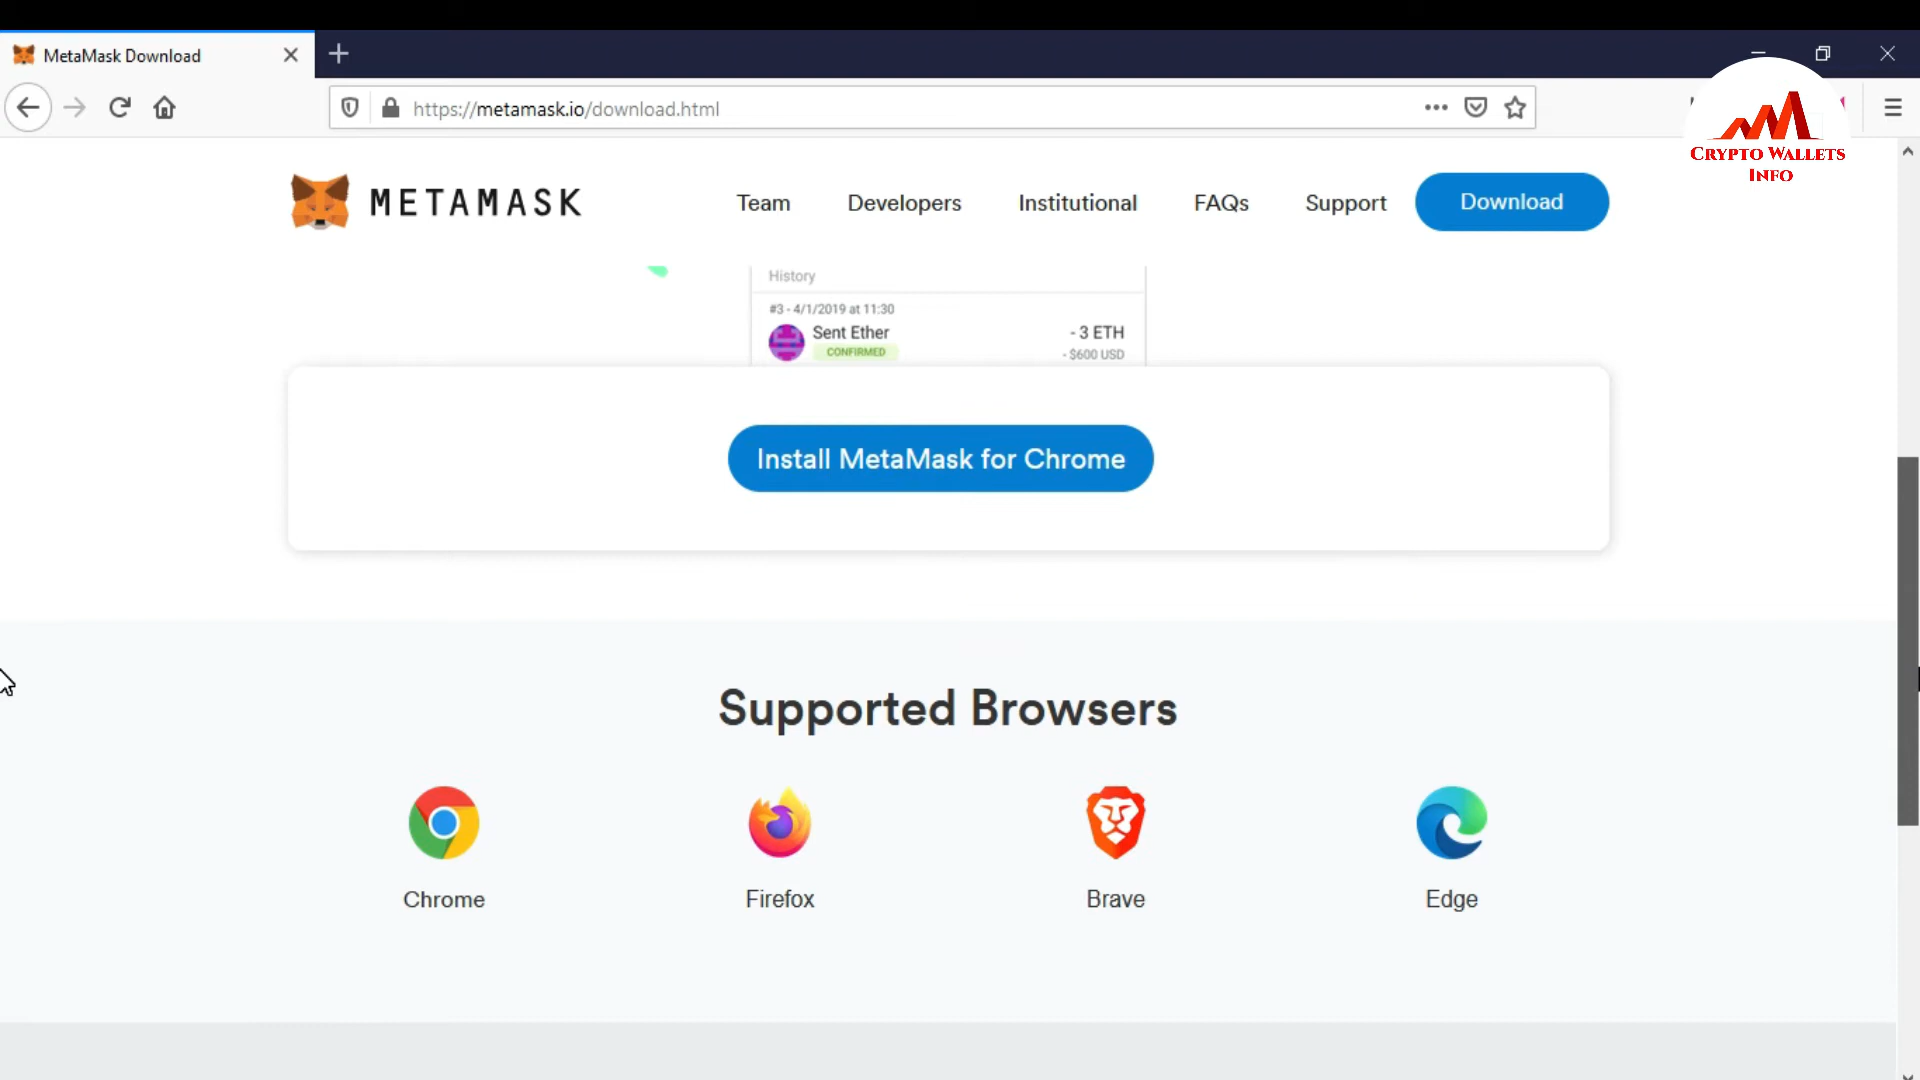 MetaMask Download
https://metamask.io/download.html
CRYPTO WALLETS
INFO
METAMASK
Team
Developers
Institutional
FAQs
Support
Download
History
#3 - 4/1/2019 at 11:30
Sent Ether
- 3 ETH
CONFIRMED
- $600 USD
Install MetaMask for Chrome
Supported Browsers
Chrome
Firefox
Brave
Edge